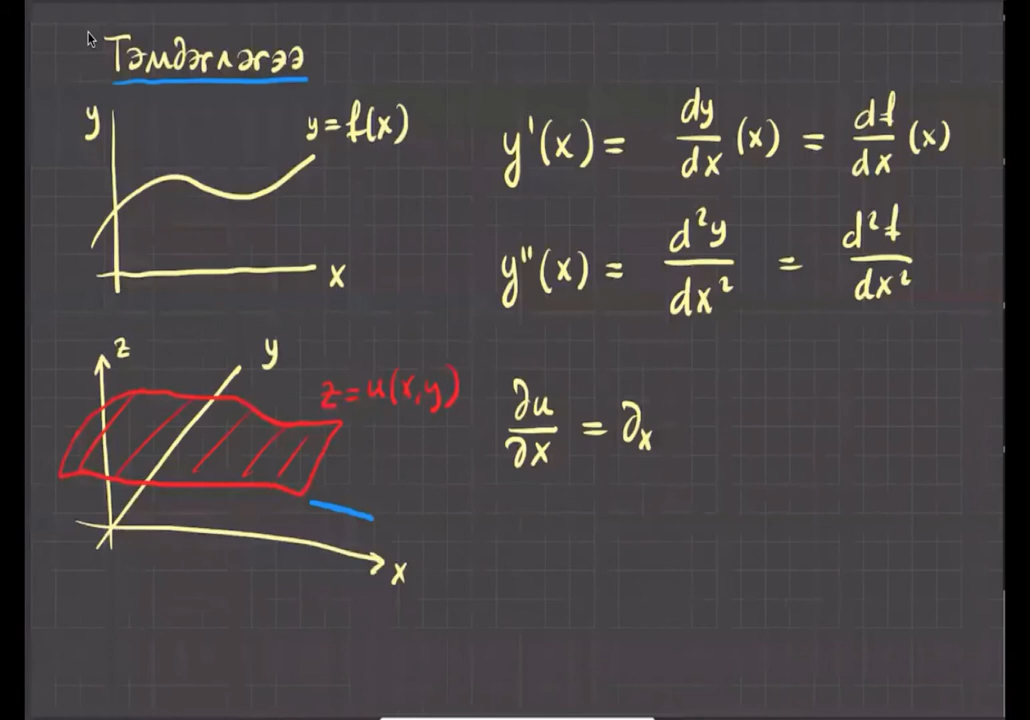 Тэмдэглэгээ
y
y = f(x)
x
y'(x) = dy/dx (x) = df/dx (x)
y''(x) = d²y/dx² = d²f/dx²
z
y
z = u(x,y)
x
∂u/∂x = ∂ₓ